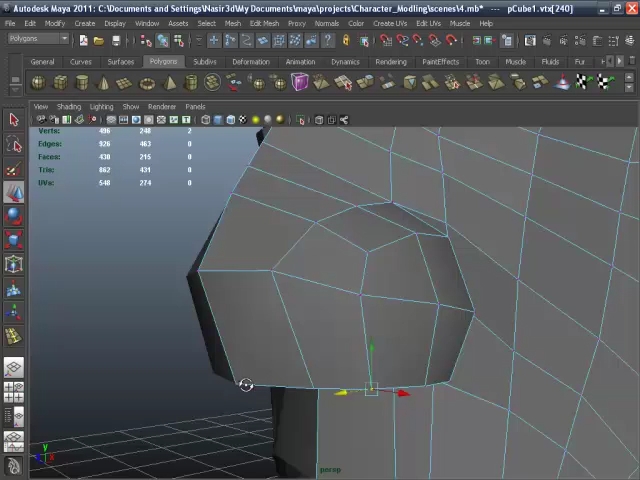 Autodesk Maya 2011: C:\Documents and Settings\Nasir3d\My Documents\maya\projects\Character_Modling\scenes\4.mb* --- pCube1.vtx[240]
File Edit Modify Create Display Window Assets Select Mesh Edit Mesh Proxy Normals Color Create UVs Edit UVs Muscle Help
Polygons
General Curves Surfaces Polygons Subdivs Deformation Animation Dynamics Rendering PaintEffects Toon Muscle Fluids Fur
View Shading Lighting Show Renderer Panels
Verts: 496 248 2
Edges: 926 463 0
Faces: 430 215 0
Tris: 862 431 0
UVs: 548 274 0
y
x
persp